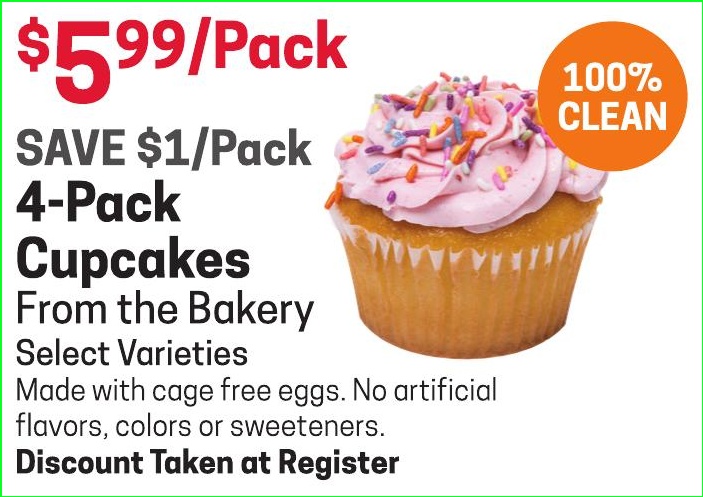 $5.99/Pack
SAVE $1/Pack
4-Pack
Cupcakes
From the Bakery
Select Varieties
Made with cage free eggs. No artificial
flavors, colors or sweeteners.
Discount Taken at Register
100%
CLEAN